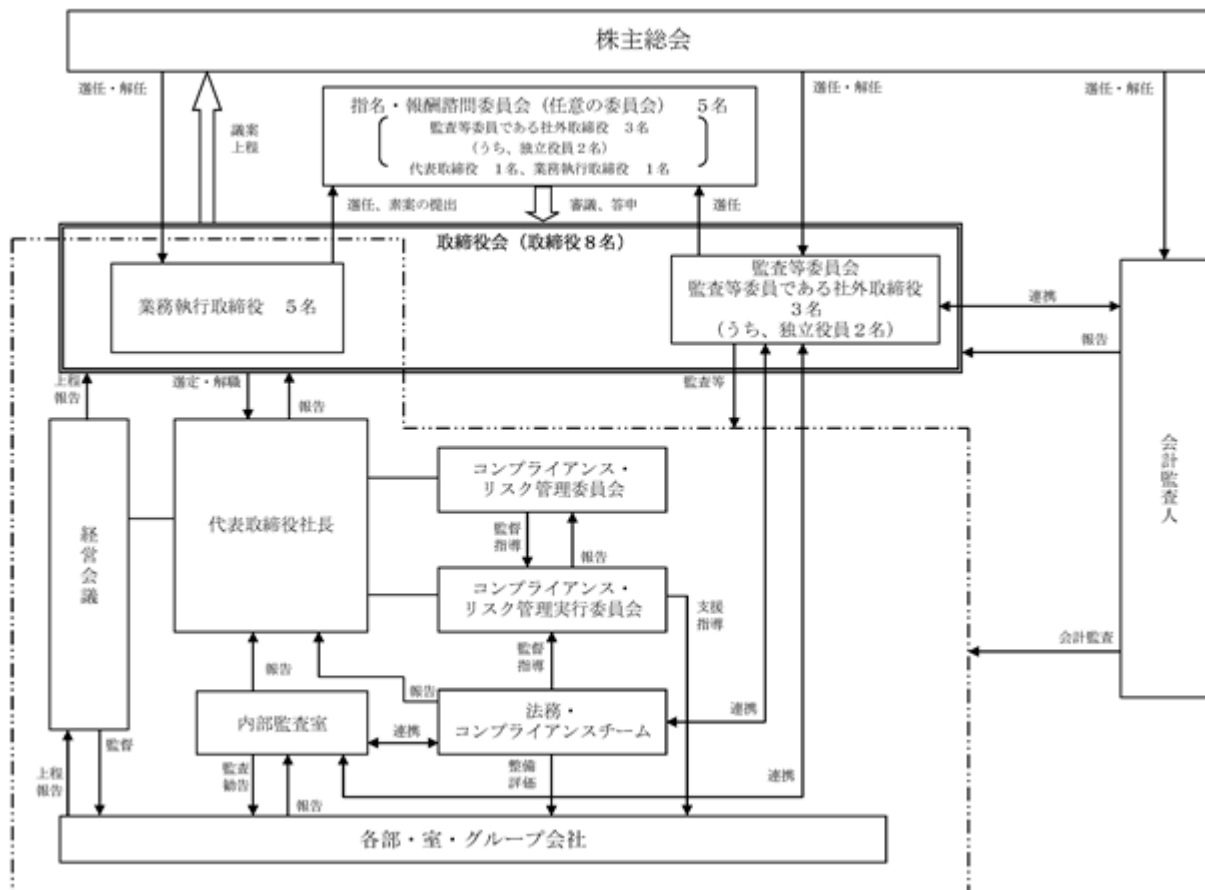 株主総会
選任・解任
議案
上程
指名・報酬諮問委員会（任意の委員会）　５名
監査等委員である社外取締役　３名
（うち、独立役員２名）
代表取締役　１名、業務執行取締役　１名
選任・解任
選任・解任
選任、素案の提出
審議、答申
選任
取締役会（取締役８名）
業務執行取締役　５名
監査等委員会
監査等委員である社外取締役
３名
（うち、独立役員２名）
連携
報告
上程
報告
選定・解職
報告
監査等
経営会議
代表取締役社長
コンプライアンス・
リスク管理委員会
監督
指導
報告
コンプライアンス・
リスク管理実行委員会
支援
指導
会計監査人
会計監査
報告
報告
監督
指導
内部監査室
連携
法務・
コンプライアンスチーム
連携
監督
上程
報告
監査
勧告
報告
整備
評価
連携
各部・室・グループ会社